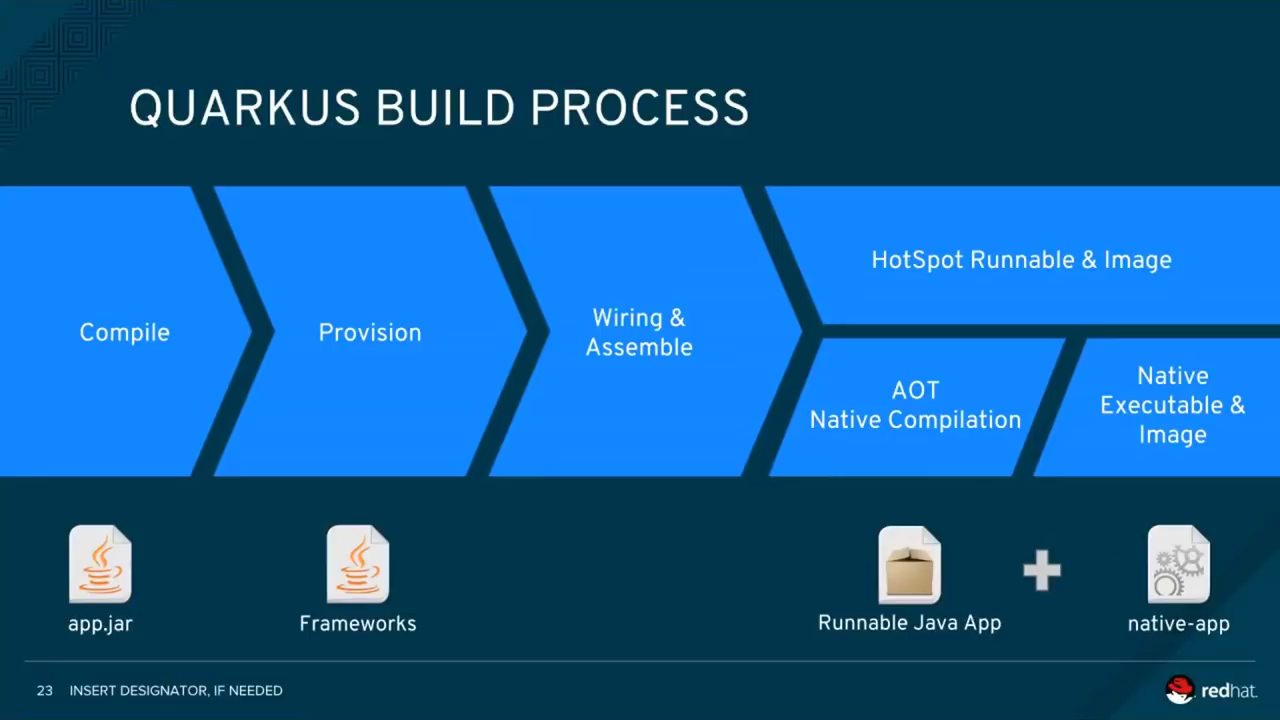 QUARKUS BUILD PROCESS
Compile
Provision
Wiring &
Assemble
HotSpot Runnable & Image
AOT
Native Compilation
Native
Executable &
Image
app.jar
Frameworks
Runnable Java App
native-app
23 INSERT DESIGNATOR, IF NEEDED
redhat.